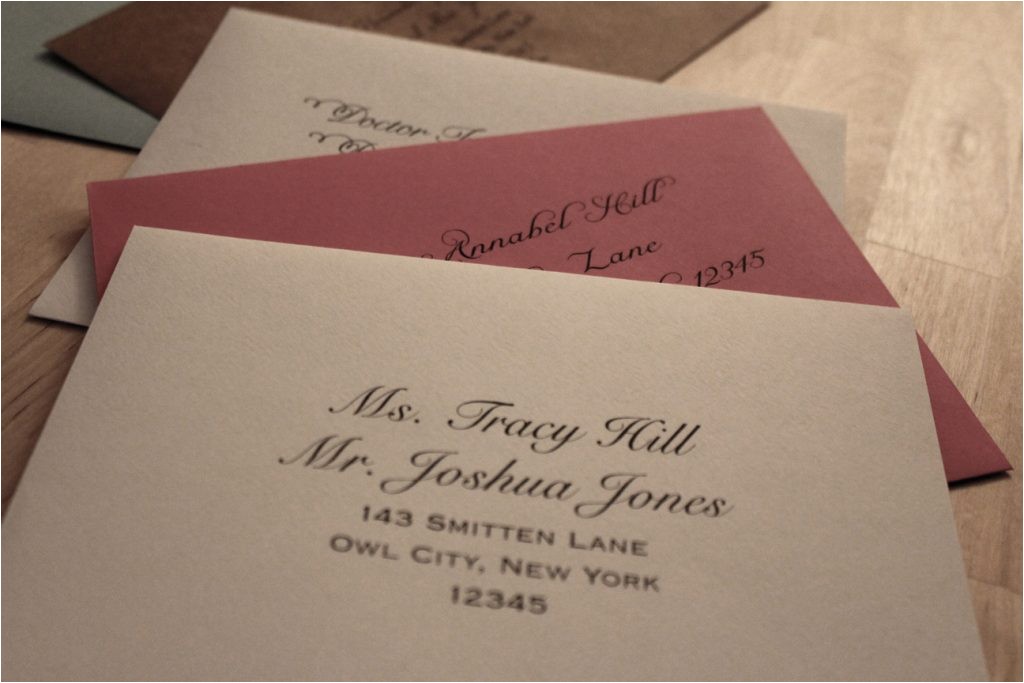 Doctor
Annabel Hill
Lane
12345
Ms. Tracy Hill
Mr. Joshua Jones
143 Smitten Lane
Owl City, New York
12345